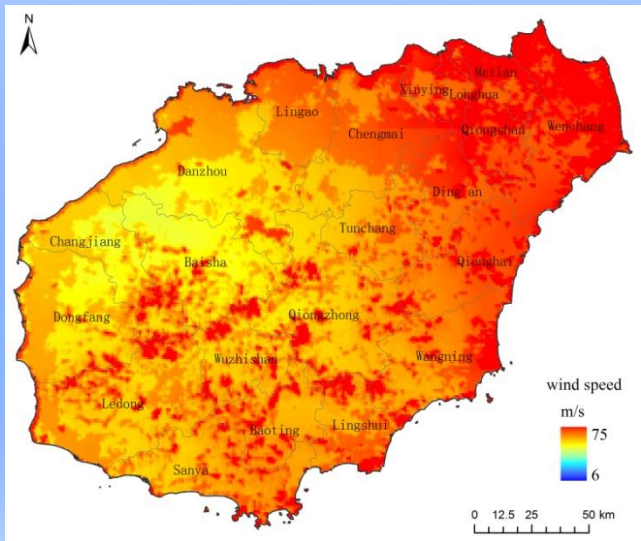 N
Meilan
Xinying
Longhua
Lingao
Chengmai
Qiongshan
Wenchang
Danzhou
Ding'an
Tunchang
Changjiang
Baisha
Qionghai
Dongfang
Qiongzhong
Wuzhishan
Wangning
Ledong
Baoting
Lingshui
Sanya
wind speed
m/s
75
6
0 12.5 25 50 km